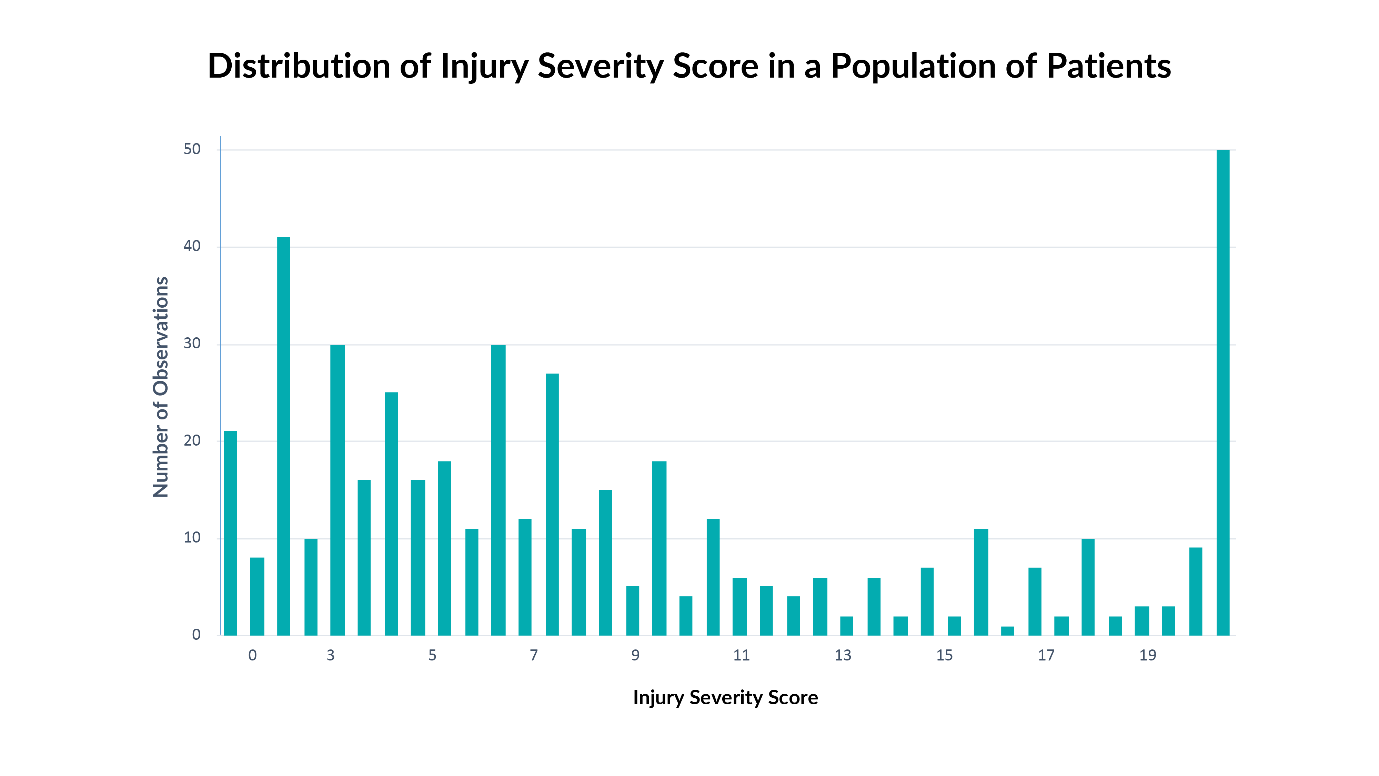 Distribution of Injury Severity Score in a Population of Patients
Number of Observations
50
40
30
20
10
0
0 3 5 7 9 11 13 15 17 19
Injury Severity Score